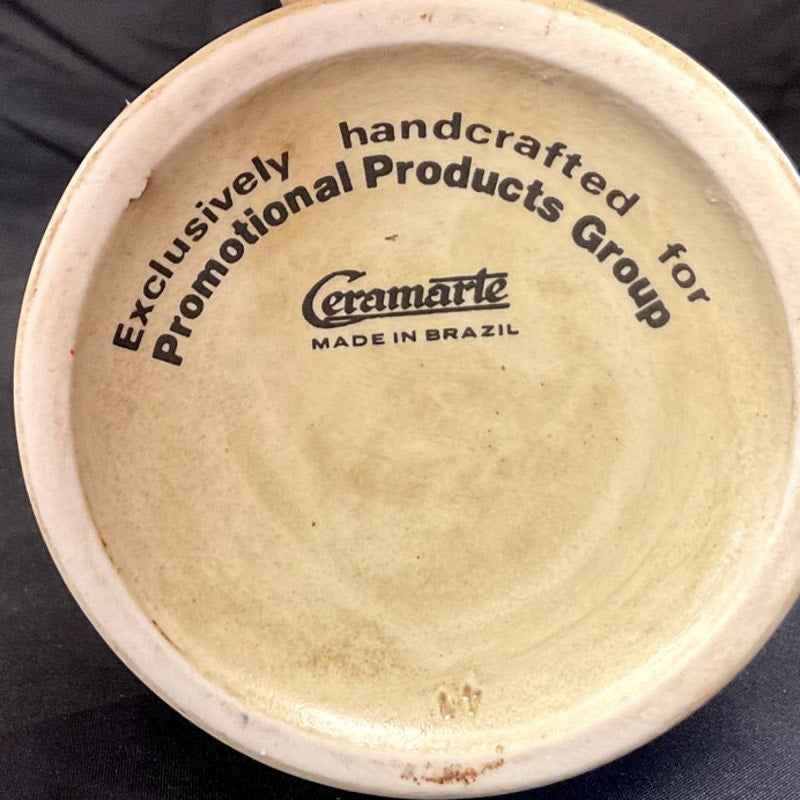 Exclusively handcrafted for
Promotional Products Group
Ceramarte
MADE IN BRAZIL